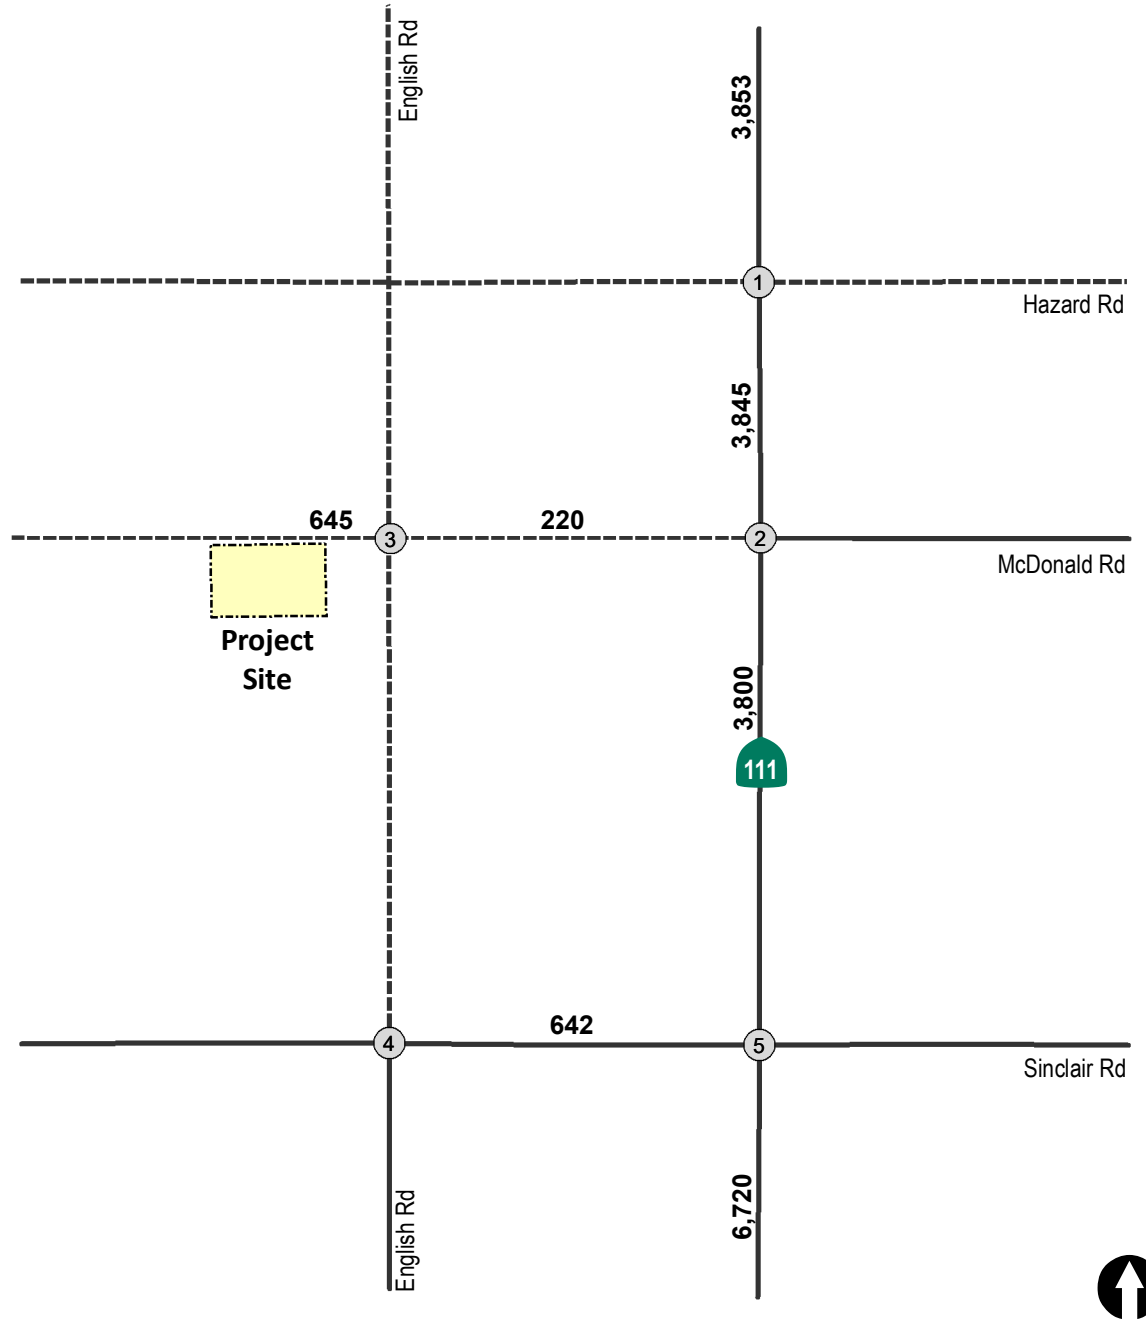 English Rd
3,853
1
Hazard Rd
3,845
645
3
220
2
McDonald Rd
Project
Site
3,800
111
642
4
5
Sinclair Rd
English Rd
6,720